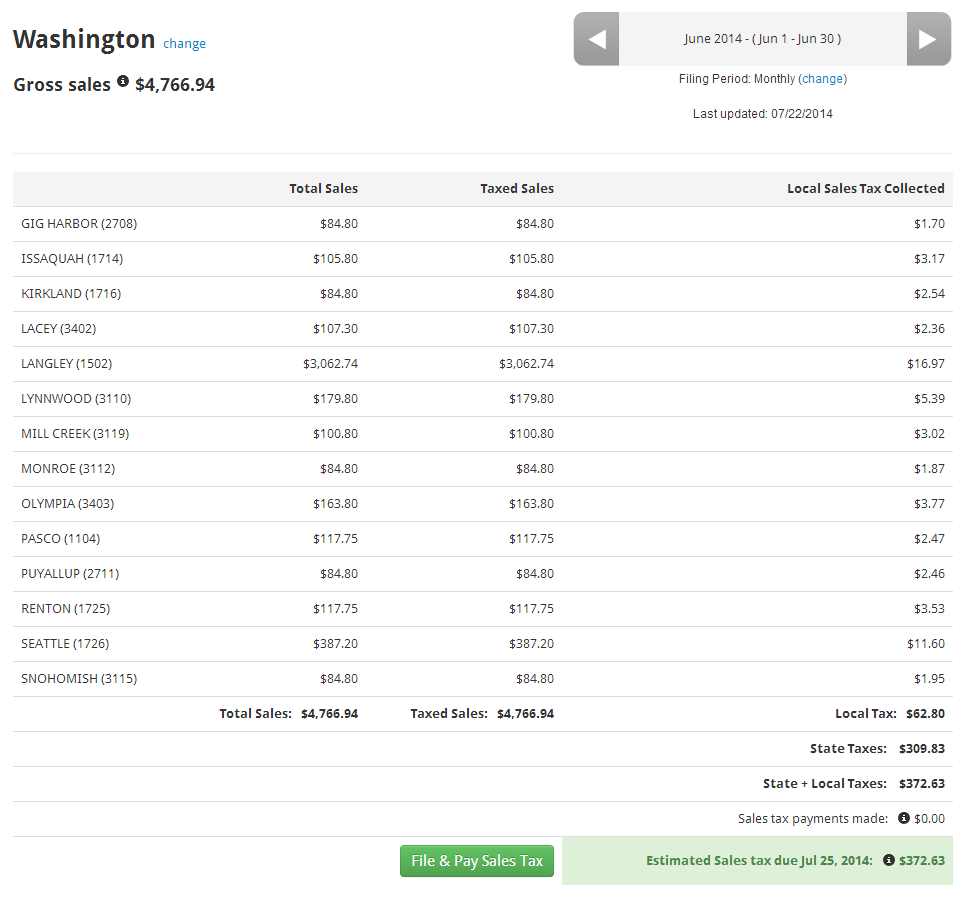 Washington change
Gross sales $4,766.94
June 2014 - ( Jun 1 - Jun 30 )
Filing Period: Monthly (change)
Last updated: 07/22/2014
Total Sales Taxed Sales Local Sales Tax Collected
GIG HARBOR (2708) $84.80 $84.80 $1.70
ISSAQUAH (1714) $105.80 $105.80 $3.17
KIRKLAND (1716) $84.80 $84.80 $2.54
LACEY (3402) $107.30 $107.30 $2.36
LANGLEY (1502) $3,062.74 $3,062.74 $16.97
LYNNWOOD (3110) $179.80 $179.80 $5.39
MILL CREEK (3119) $100.80 $100.80 $3.02
MONROE (3112) $84.80 $84.80 $1.87
OLYMPIA (3403) $163.80 $163.80 $3.77
PASCO (1104) $117.75 $117.75 $2.47
PUYALLUP (2711) $84.80 $84.80 $2.46
RENTON (1725) $117.75 $117.75 $3.53
SEATTLE (1726) $387.20 $387.20 $11.60
SNOHOMISH (3115) $84.80 $84.80 $1.95
Total Sales: $4,766.94 Taxed Sales: $4,766.94 Local Tax: $62.80
State Taxes: $309.83
State + Local Taxes: $372.63
Sales tax payments made: $0.00
File & Pay Sales Tax Estimated Sales tax due Jul 25, 2014: $372.63